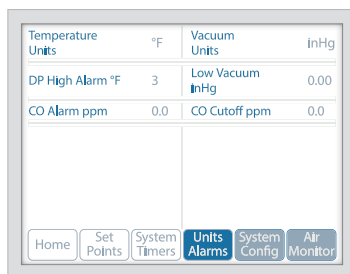 Temperature
Units
°F
Vacuum
Units
inHg
DP High Alarm °F
3
Low Vacuum
inHg
0.00
CO Alarm ppm
0.0
CO Cutoff ppm
0.0
Home
Set
Points
System
Timers
Units
Alarms
System
Config
Air
Monitor